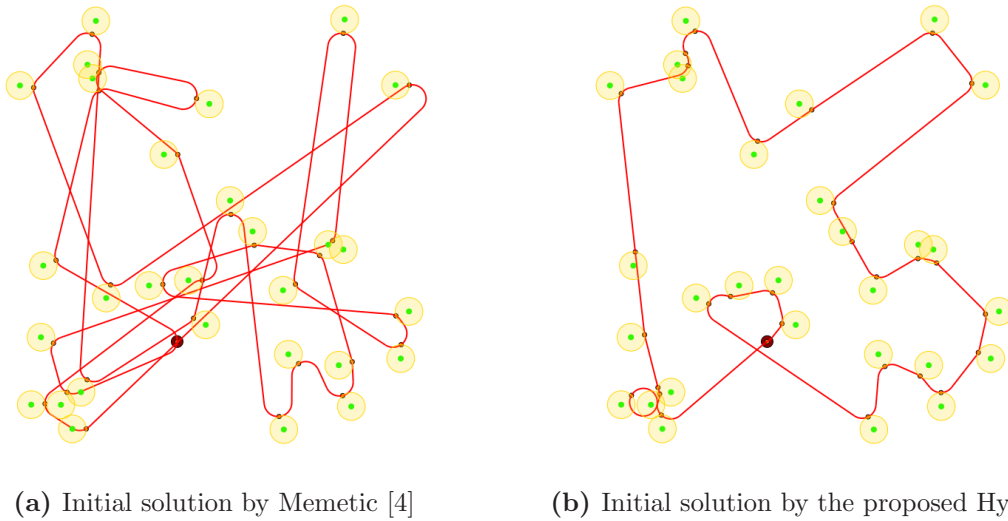 (a) Initial solution by Memetic [4]
(b) Initial solution by the proposed Hy